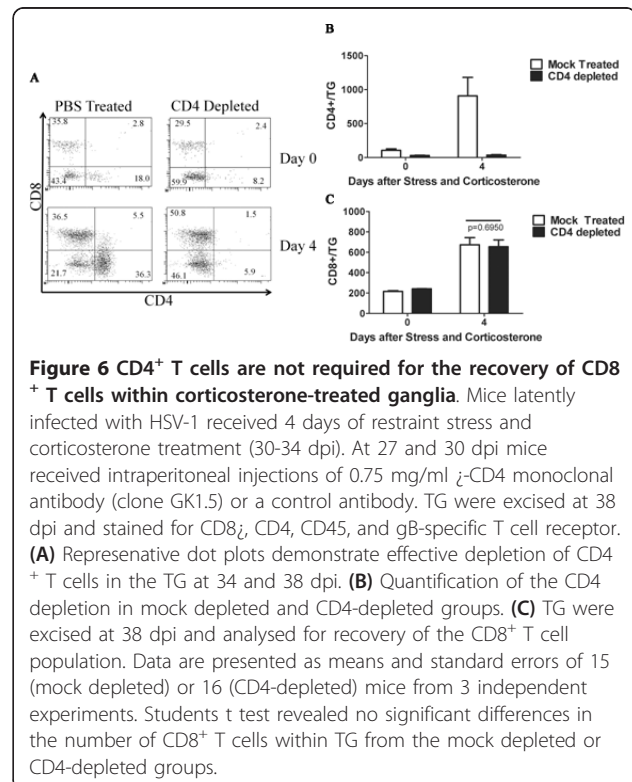 B
1500
1000
500
0
CD4+/TG
Mock Treated
CD4 depleted
0 4
Days after Stress and Corticosterone
A
PBS Treated CD4 Depleted
35.8 2.8 29.5 2.4
43.4 18.0 59.9 8.2
Day 0
36.5 5.5 50.8 1.5
21.7 36.3 46.1 5.9
Day 4
CD8
CD4
C
1000
800
600
400
200
0
CD8+/TG
Mock Treated
CD4 depleted
p=0.6950
0 4
Days after Stress and Corticosterone
Figure 6 CD4+ T cells are not required for the recovery of CD8
+ T cells within corticosterone-treated ganglia. Mice latently
infected with HSV-1 received 4 days of restraint stress and
corticosterone treatment (30-34 dpi). At 27 and 30 dpi mice
received intraperitoneal injections of 0.75 mg/ml ¿-CD4 monoclonal
antibody (clone GK1.5) or a control antibody. TG were excised at 38
dpi and stained for CD8¿, CD4, CD45, and gB-specific T cell receptor.
(A) Represenative dot plots demonstrate effective depletion of CD4
+ T cells in the TG at 34 and 38 dpi. (B) Quantification of the CD4
depletion in mock depleted and CD4-depleted groups. (C) TG were
excised at 38 dpi and analysed for recovery of the CD8+ T cell
population. Data are presented as means and standard errors of 15
(mock depleted) or 16 (CD4-depleted) mice from 3 independent
experiments. Students t test revealed no significant differences in
the number of CD8+ T cells within TG from the mock depleted or
CD4-depleted groups.